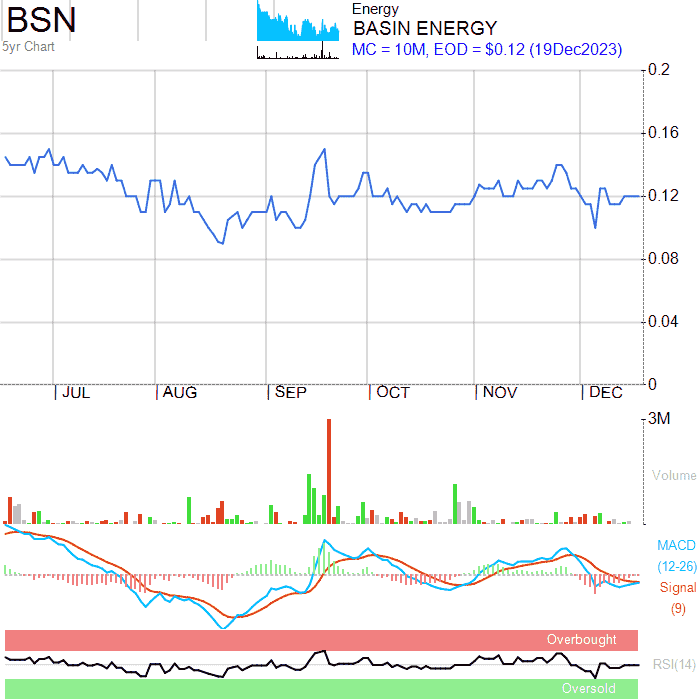 BSN
5yr Chart
Energy
BASIN ENERGY
MC = 10M, EOD = $0.12 (19Dec2023)
0.2
0.16
0.12
0.08
0.04
0
JUL AUG SEP OCT NOV DEC
3M
Volume
MACD
(12-26)
Signal
(9)
Overbought
RSI(14)
Oversold